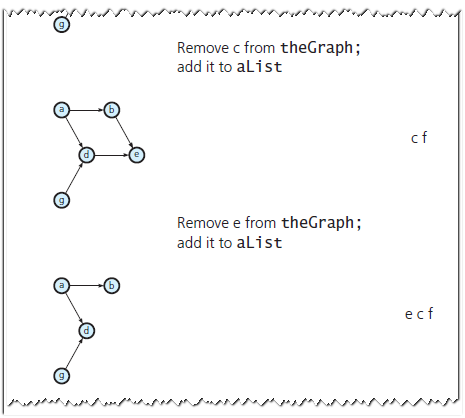 g
Remove c from theGraph;
add it to aList
a b
c f
d e
g
Remove e from theGraph;
add it to aList
a b
e c f
d
g